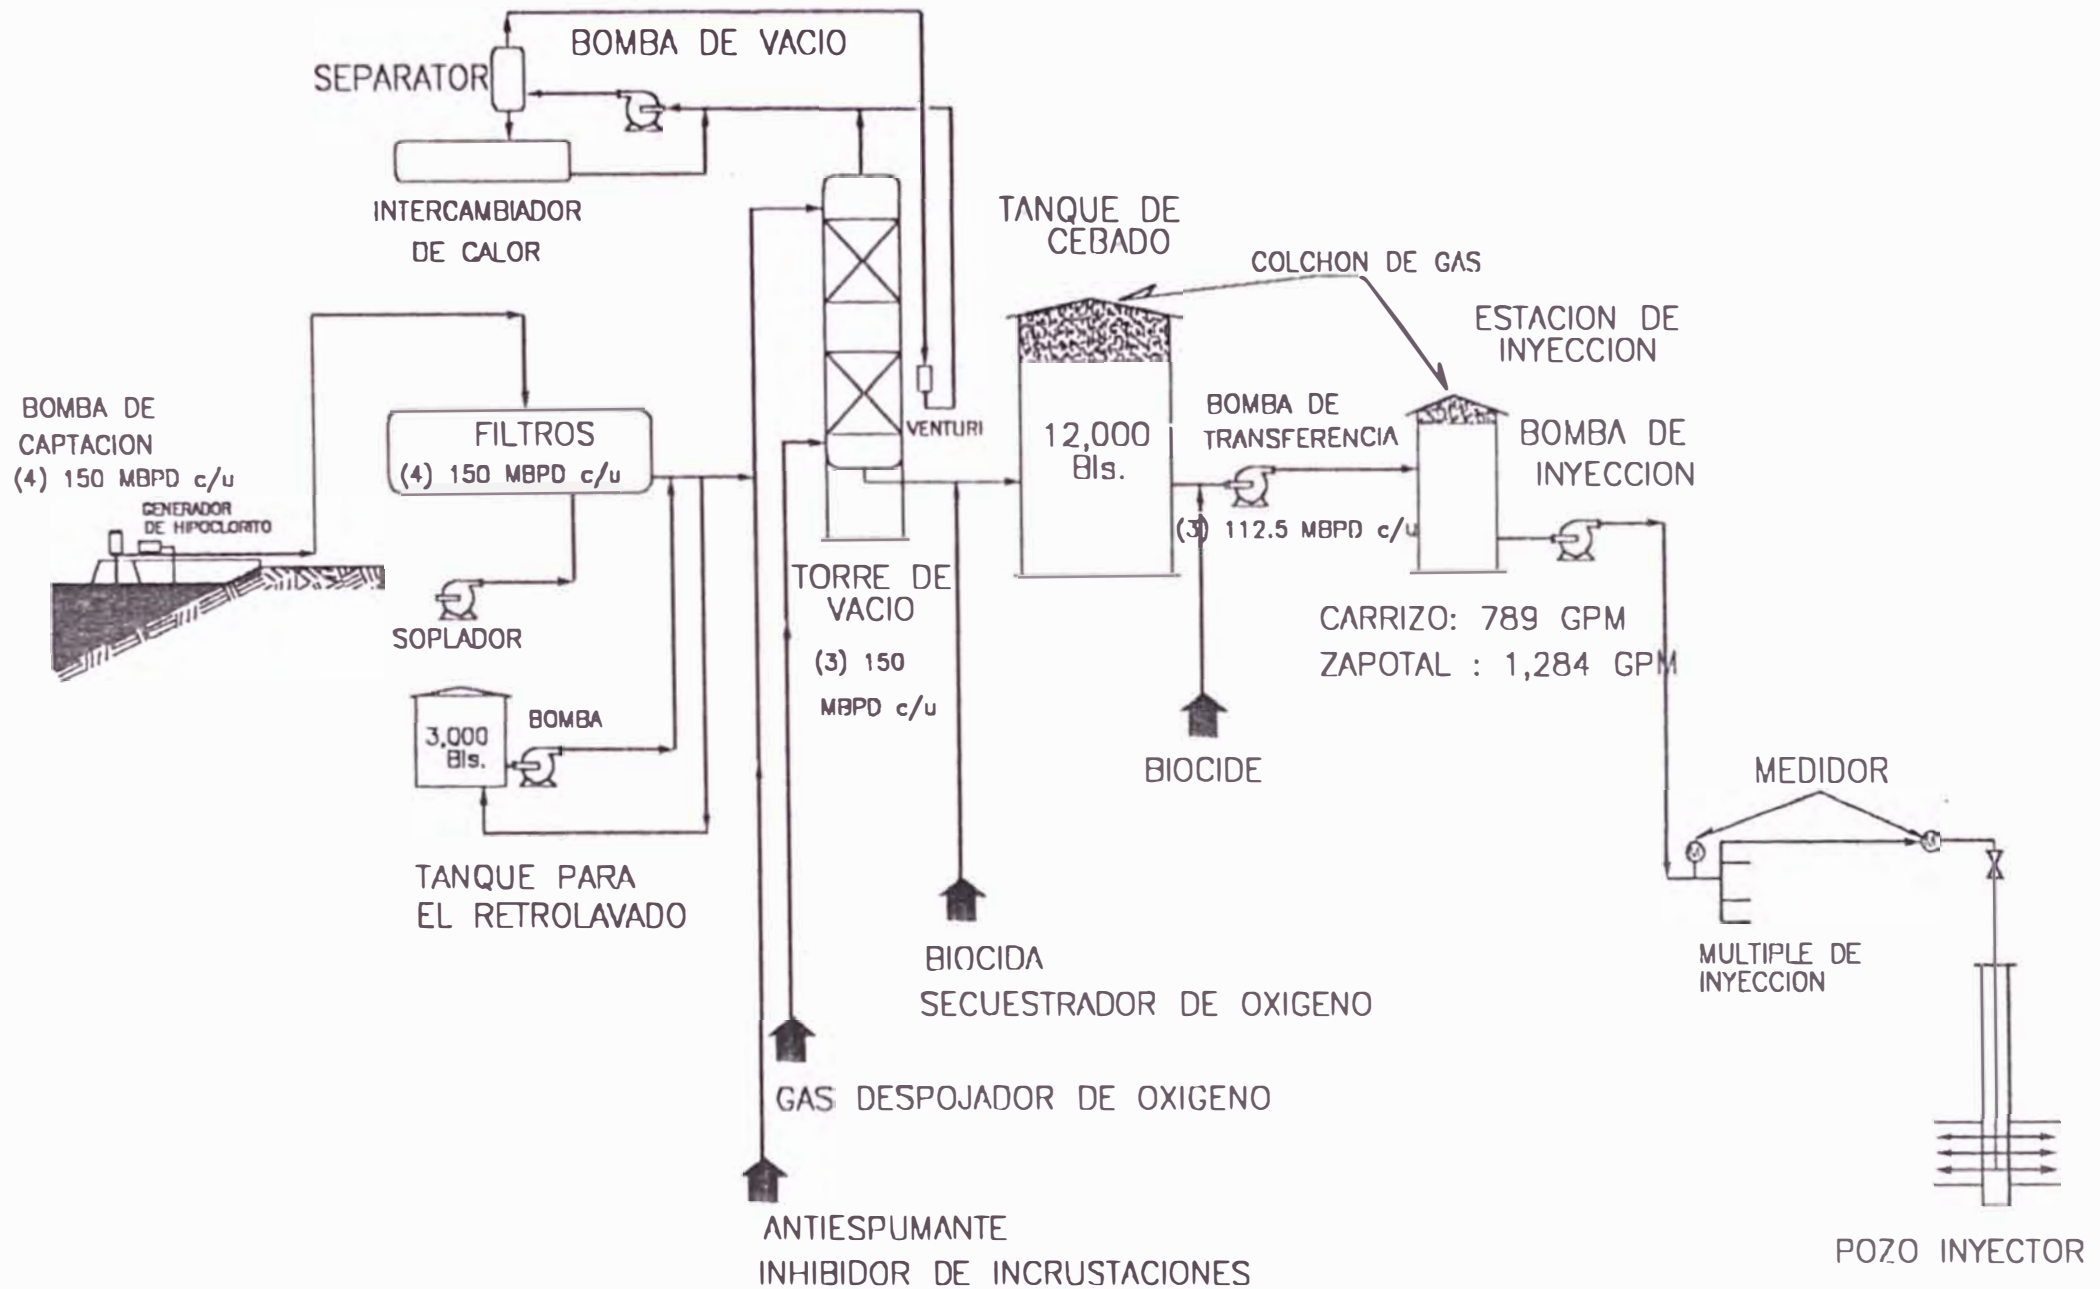 BOMBA DE VACIO
SEPARATOR
INTERCAMBIADOR
DE CALOR
TANQUE DE
CEBADO
COLCHON DE GAS
ESTACION DE
INYECCION
BOMBA DE
CAPTACION
(4) 150 MBPD c/u
GENERADOR
DE HIPOCLORITO
FILTROS
(4) 150 MBPD c/u
VENTURI
12,000
Bls.
BOMBA DE
TRANSFERENCIA
(3) 112.5 MBPD c/u
BOMBA DE
INYECCION
SOPLADOR
TORRE DE
VACIO
(3) 150
MBPD c/u
CARRIZO: 789 GPM
ZAPOTAL : 1,284 GPM
3,000
Bls.
BOMBA
TANQUE PARA
EL RETROLAVADO
BIOCIDE
MEDIDOR
M
M
MULTIPLE DE
INYECCION
BIOCIDA
SECUESTRADOR DE OXIGENO
GAS DESPOJADOR DE OXIGENO
ANTIESPUMANTE
INHIBIDOR DE INCRUSTACIONES
POZO INYECTOR